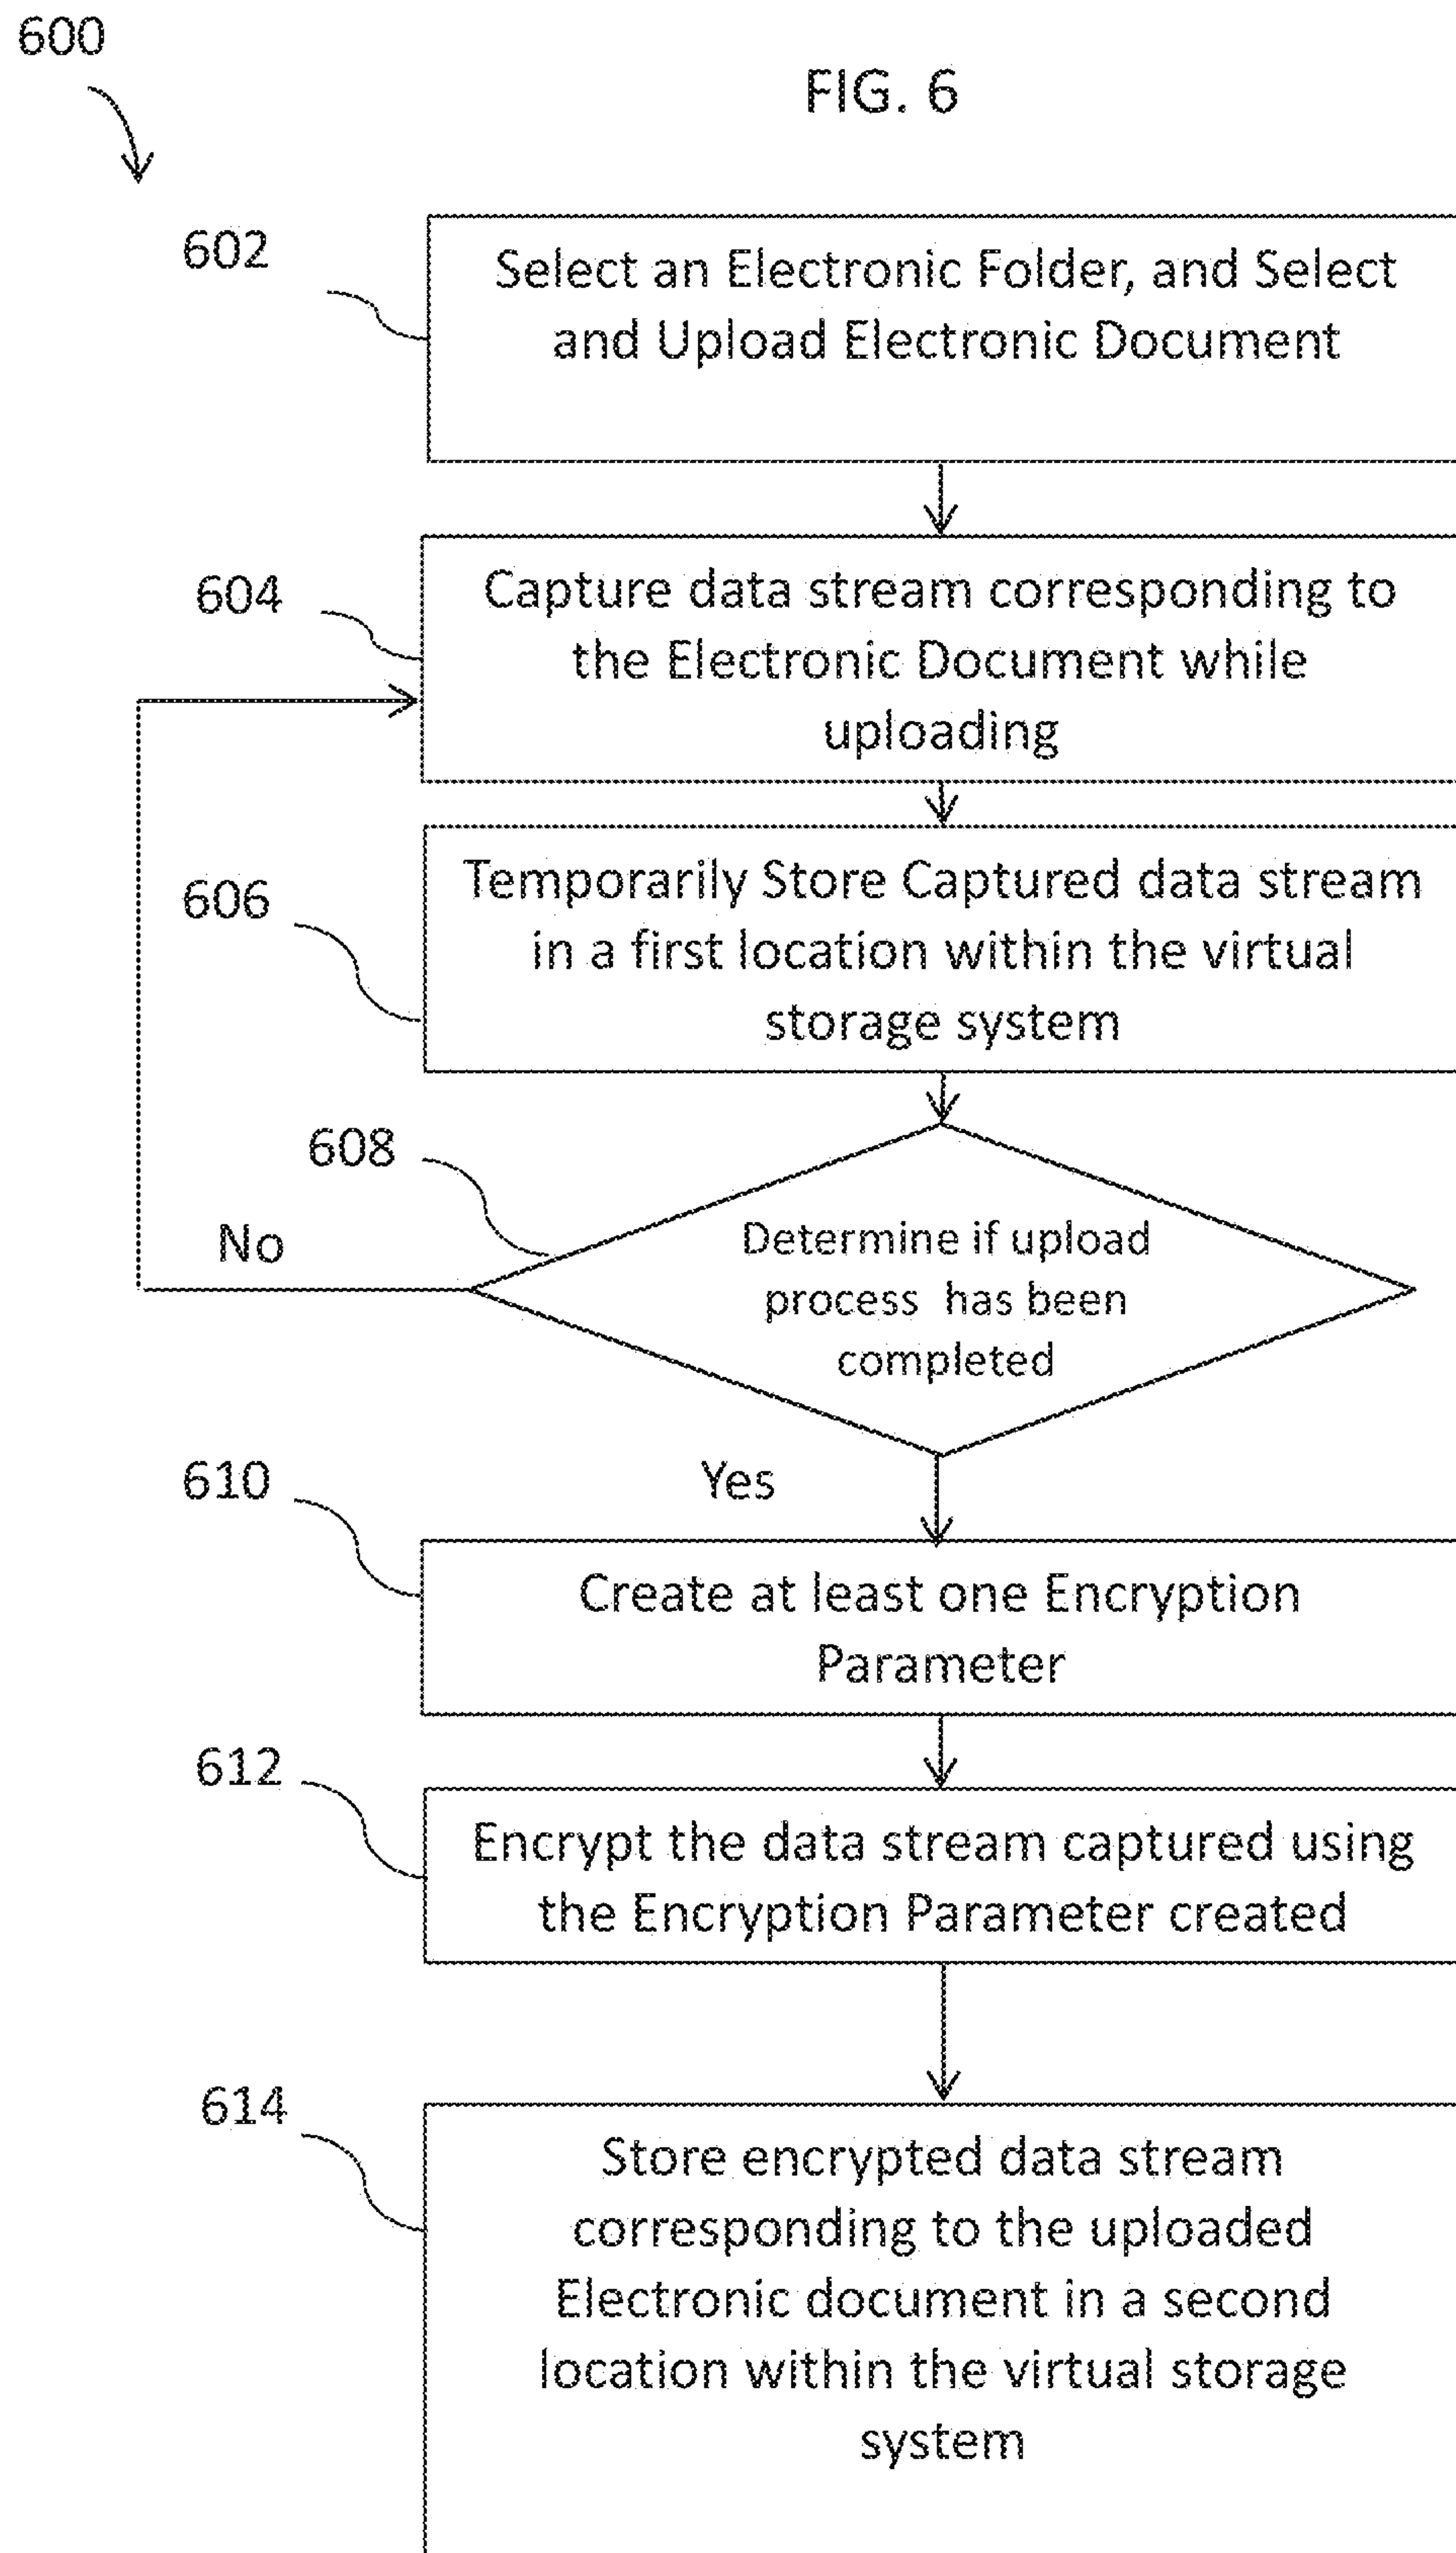 600
FIG. 6
602
Select an Electronic Folder, and Select
and Upload Electronic Document
604
Capture data stream corresponding to
the Electronic Document while
uploading
606
Temporarily Store Captured data stream
in a first location within the virtual
storage system
608
Determine if upload
process has been
completed
No
Yes
610
Create at least one Encryption
Parameter
612
Encrypt the data stream captured using
the Encryption Parameter created
614
Store encrypted data stream
corresponding to the uploaded
Electronic document in a second
location within the virtual storage
system